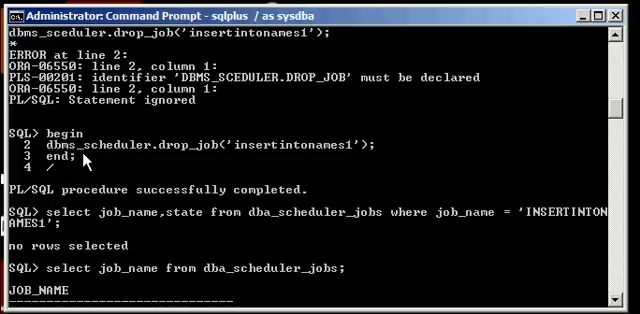 Administrator: Command Prompt - sqlplus / as sysdba
dbms_sceduler.drop_job('insertintonames1');
*
ERROR at line 2:
ORA-06550: line 2, column 1:
PLS-00201: identifier 'DBMS_SCEDULER.DROP_JOB' must be declared
ORA-06550: line 2, column 1:
PL/SQL: Statement ignored
SQL> begin
2 dbms_scheduler.drop_job('insertintonames1');
3 end;
4 /
PL/SQL procedure successfully completed.
SQL> select job_name,state from dba_scheduler_jobs where job_name = 'INSERTINTON
AMES1';
no rows selected
SQL> select job_name from dba_scheduler_jobs;
JOB_NAME
------------------------------